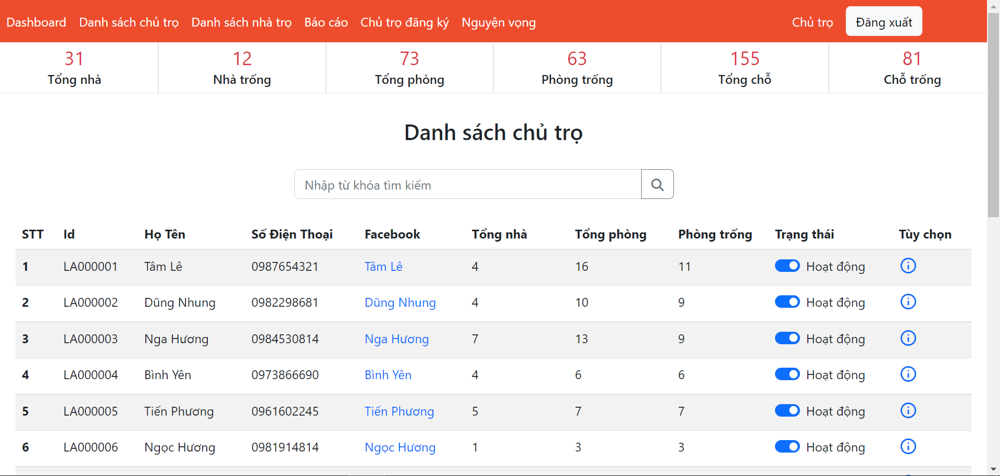 Dashboard Danh sách chủ trọ Danh sách nhà trọ Báo cáo Chủ trọ đăng ký Nguyện vọng Chủ trọ Đăng xuất
31 12 73 63 155 81
Tổng nhà Nhà trống Tổng phòng Phòng trống Tổng chỗ Chỗ trống
Danh sách chủ trọ
Nhập từ khóa tìm kiếm
STT Id Họ Tên Số Điện Thoại Facebook Tổng nhà Tổng phòng Phòng trống Trạng thái Tùy chọn
1 LA000001 Tâm Lê 0987654321 Tâm Lê 4 16 11 Hoạt động
2 LA000002 Dũng Nhung 0982298681 Dũng Nhung 4 10 9 Hoạt động
3 LA000003 Nga Hương 0984530814 Nga Hương 7 13 9 Hoạt động
4 LA000004 Bình Yên 0973866690 Bình Yên 4 6 6 Hoạt động
5 LA000005 Tiến Phương 0961602245 Tiến Phương 5 7 7 Hoạt động
6 LA000006 Ngọc Hương 0981914814 Ngọc Hương 1 3 3 Hoạt động